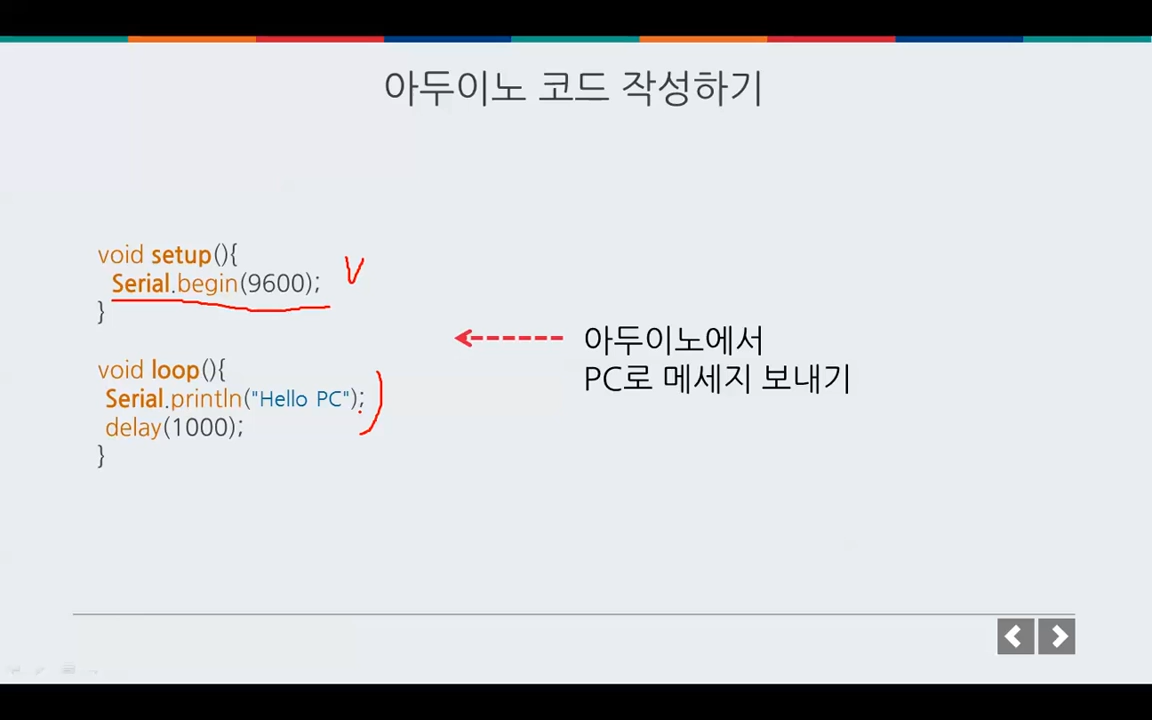 아두이노 코드 작성하기
void setup(){
Serial.begin(9600);
}
void loop(){
Serial.println("Hello PC");
delay(1000);
}
아두이노에서
PC로 메세지 보내기